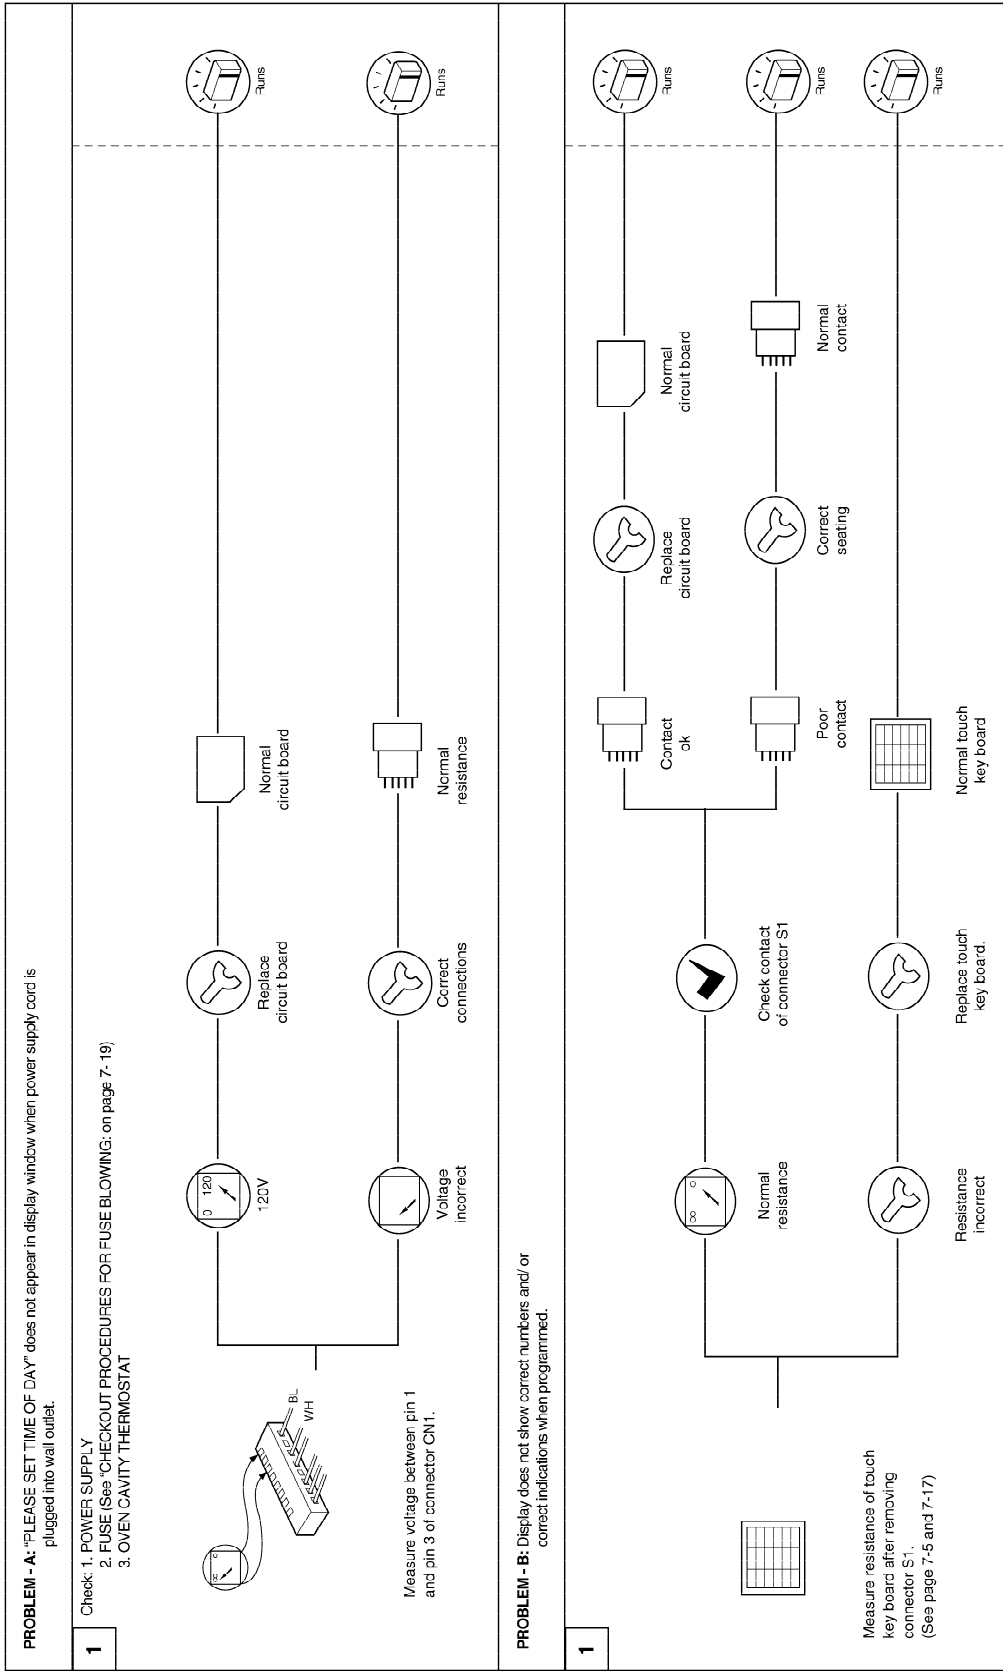 PROBLEM - A: "PLEASE SET TIME OF DAY" does not appear in display window when power supply cord is
plugged into wall outlet.
1
Check: 1. POWER SUPPLY
2. FUSE (See "CHECKOUT PROCEDURES FOR FUSE BLOWING: on page 7- 19)
3. OVEN CAVITY THERMOSTAT
∞ 0
BL
WH
Measure voltage between pin 1
and pin 3 of connector CN1.
0 120
120V
Replace
circuit board
Normal
circuit board
Runs
Voltage
incorrect
Correct
connections
Normal
resistance
Runs
PROBLEM - B: Display does not show correct numbers and/ or
correct indications when programmed.
1
Measure resistance of touch
key board after removing
connector S1.
(See page 7-5 and 7-17)
∞ 0
Normal
resistance
Check contact
of connector S1
Contact
ok
Replace
circuit board
Normal
circuit board
Runs
Poor
contact
Correct
seating
Normal
contact
Runs
Resistance
incorrect
Replace touch
key board.
Normal touch
key board
Runs